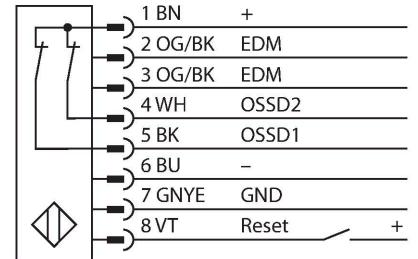 1 BN +
2 OG/BK EDM
3 OG/BK EDM
4 WH OSSD2
5 BK OSSD1
6 BU –
7 GNYE GND
8 VT Reset +